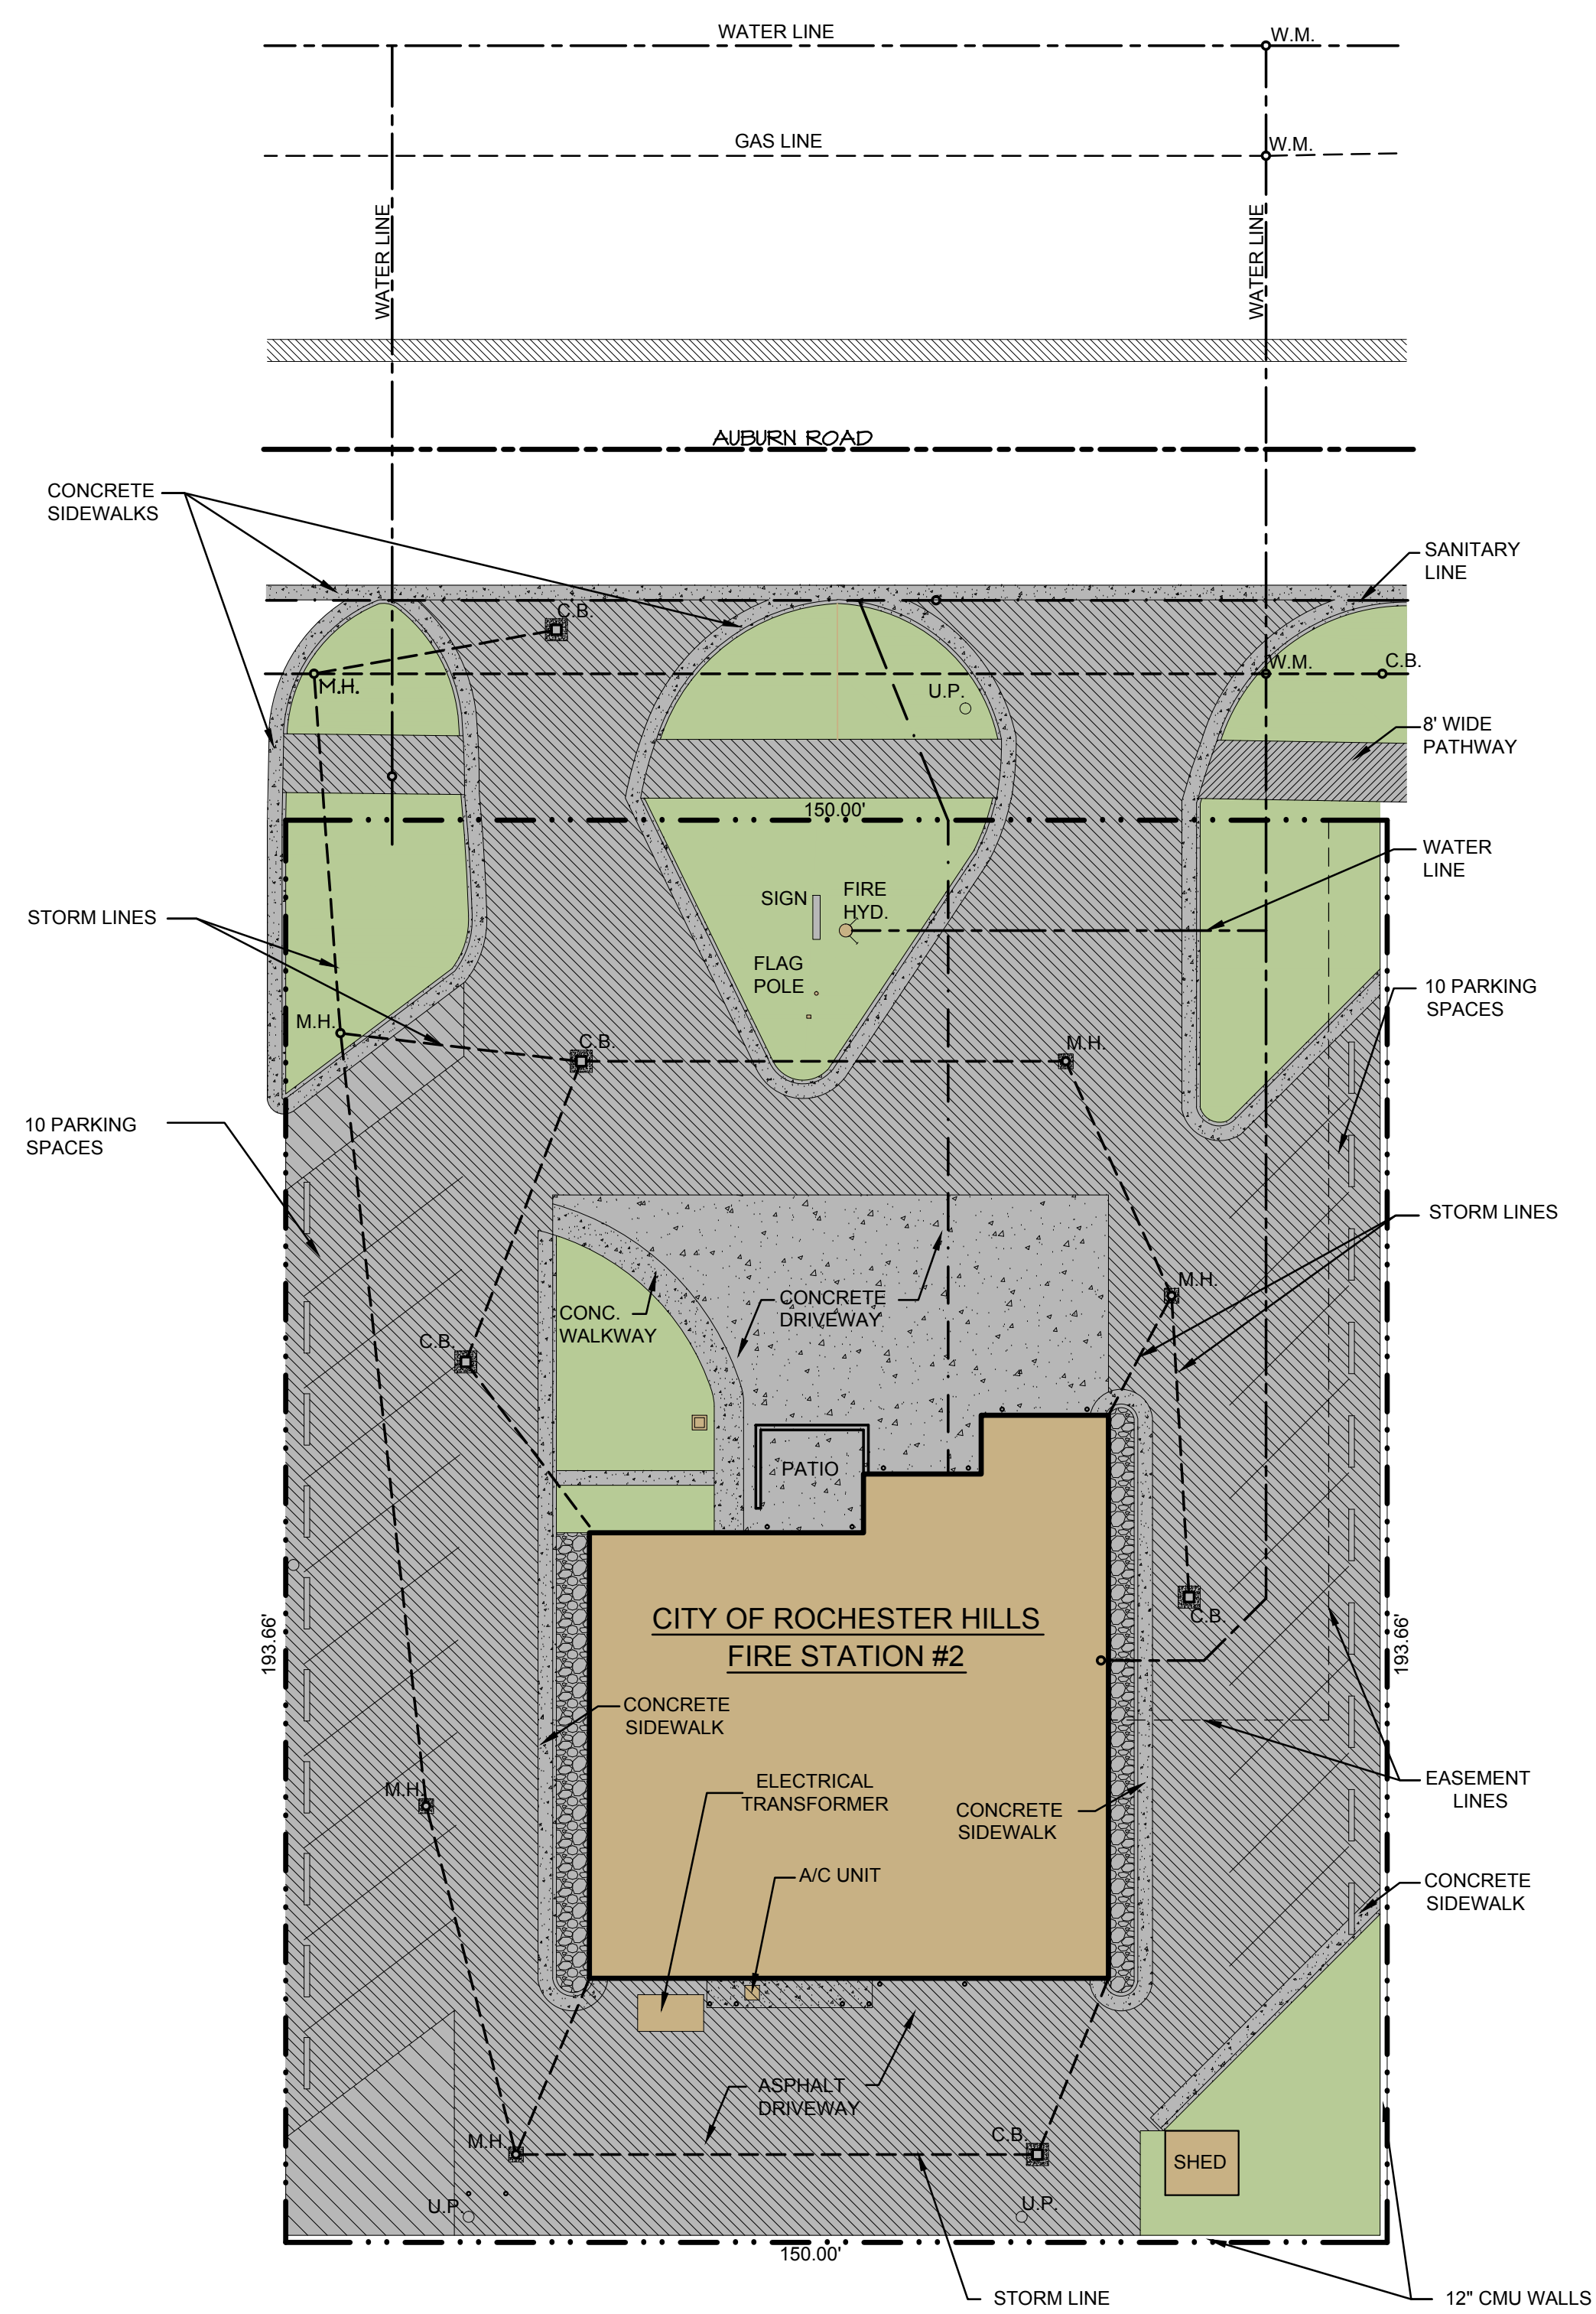 WATER LINE
W.M.
GAS LINE
W.M.
WATER LINE
WATER LINE
AUBURN ROAD
CONCRETE
SIDEWALKS
SANITARY
LINE
C.B.
W.M.
C.B.
M.H.
U.P.
8' WIDE
PATHWAY
150.00'
WATER
LINE
SIGN
FIRE
HYD.
STORM LINES
FLAG
POLE
10 PARKING
SPACES
M.H.
C.B.
M.H.
10 PARKING
SPACES
STORM LINES
M.H.
CONC.
WALKWAY
CONCRETE
DRIVEWAY
C.B.
PATIO
CITY OF ROCHESTER HILLS
FIRE STATION #2
C.B.
193.66'
193.66'
CONCRETE
SIDEWALK
ELECTRICAL
TRANSFORMER
M.H.
CONCRETE
SIDEWALK
EASEMENT
LINES
A/C UNIT
CONCRETE
SIDEWALK
ASPHALT
DRIVEWAY
M.H.
C.B.
SHED
U.P.
U.P.
150.00'
STORM LINE
12" CMU WALLS